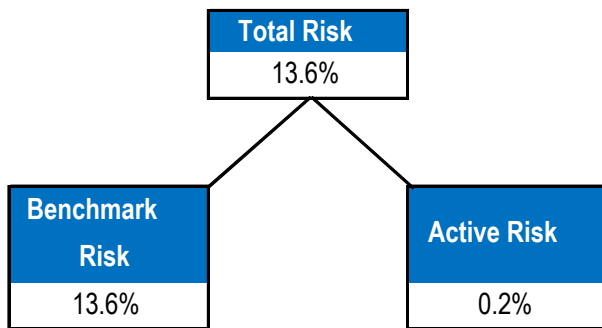 Total Risk
13.6%
Benchmark
Risk
13.6%
Active Risk
0.2%